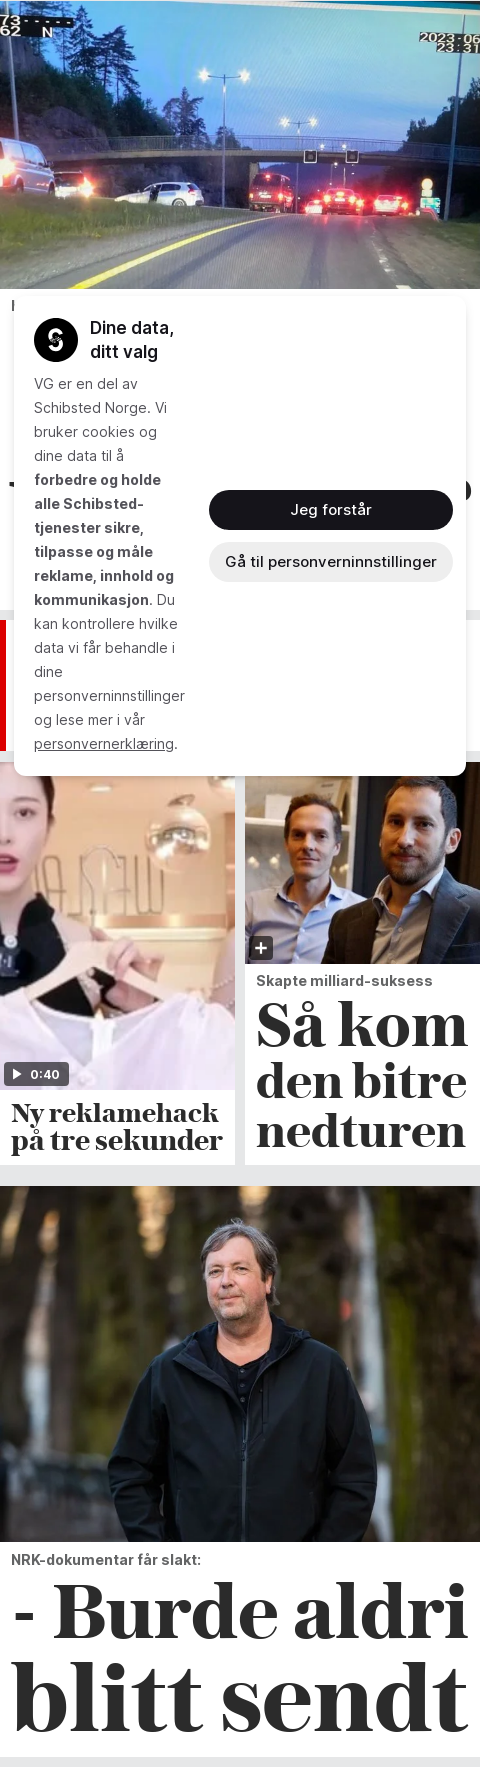 73-----
62 N
2023-06
23:31
Dine data,
ditt valg
VG er en del av
Schibsted Norge. Vi
bruker cookies og
dine data til å
forbedre og holde
alle Schibsted-
tjenester sikre,
tilpasse og måle
reklame, innhold og
kommunikasjon. Du
kan kontrollere hvilke
data vi får behandle i
dine
personverninnstillinger
og lese mer i vår
personvernerklæring.
Jeg forstår
Gå til personverninnstillinger
0:40
Ny reklamehack
på tre sekunder
Skapte milliard-suksess
Så kom
den bitre
nedturen
NRK-dokumentar får slakt:
- Burde aldri
blitt sendt